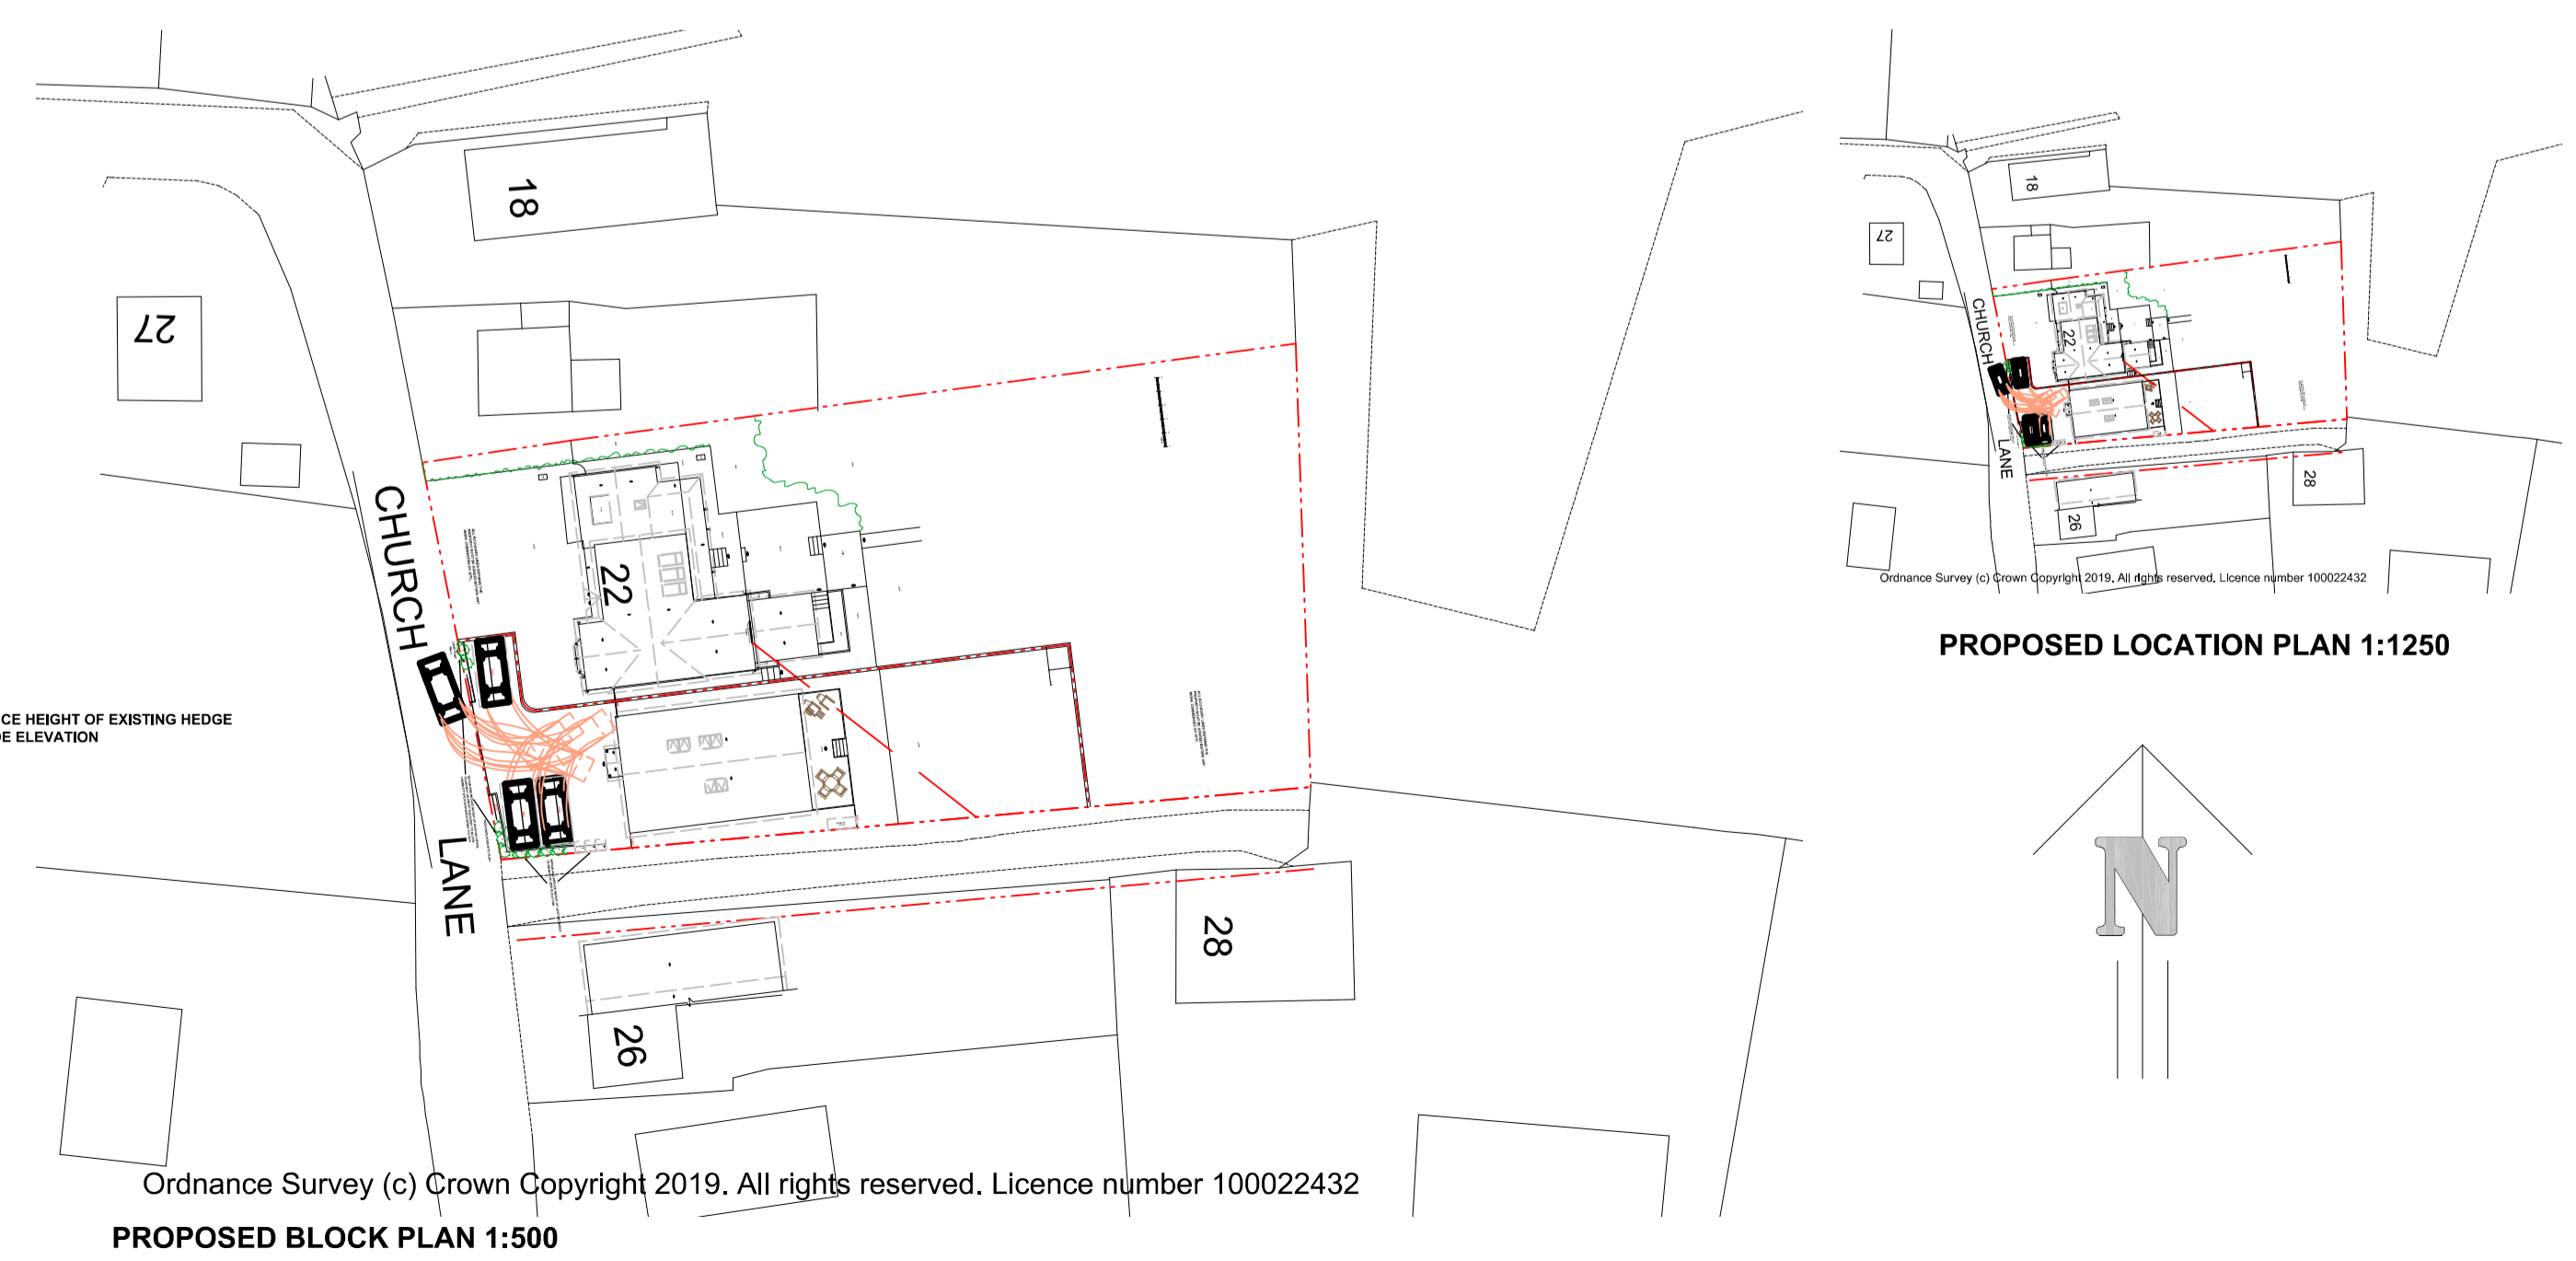 18
27
CHURCH
22
CE HEIGHT OF EXISTING HEDGE
DE ELEVATION
LANE
28
26
Ordnance Survey (c) Crown Copyright 2019. All rights reserved. Licence number 100022432
PROPOSED BLOCK PLAN 1:500
18
27
CHURCH
22
LANE
28
26
Ordnance Survey (c) Crown Copyright 2019. All rights reserved. Licence number 100022432
PROPOSED LOCATION PLAN 1:1250
N